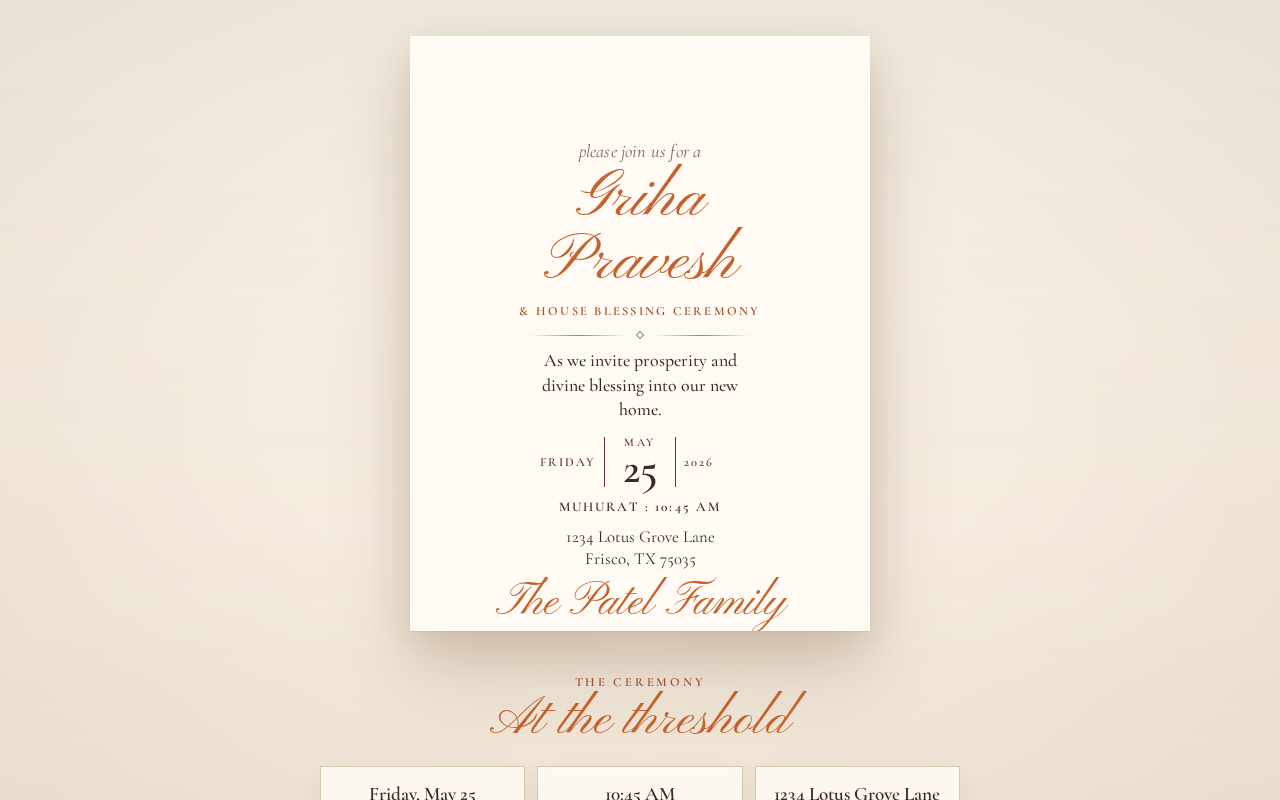 please join us for a
Griha
Pravesh
& HOUSE BLESSING CEREMONY
As we invite prosperity and
divine blessing into our new
home.
FRIDAY
MAY
25
2026
MUHURAT : 10:45 AM
1234 Lotus Grove Lane
Frisco, TX 75035
The Patel Family
THE CEREMONY
At the threshold
Friday, May 25
10:45 AM
1234 Lotus Grove Lane